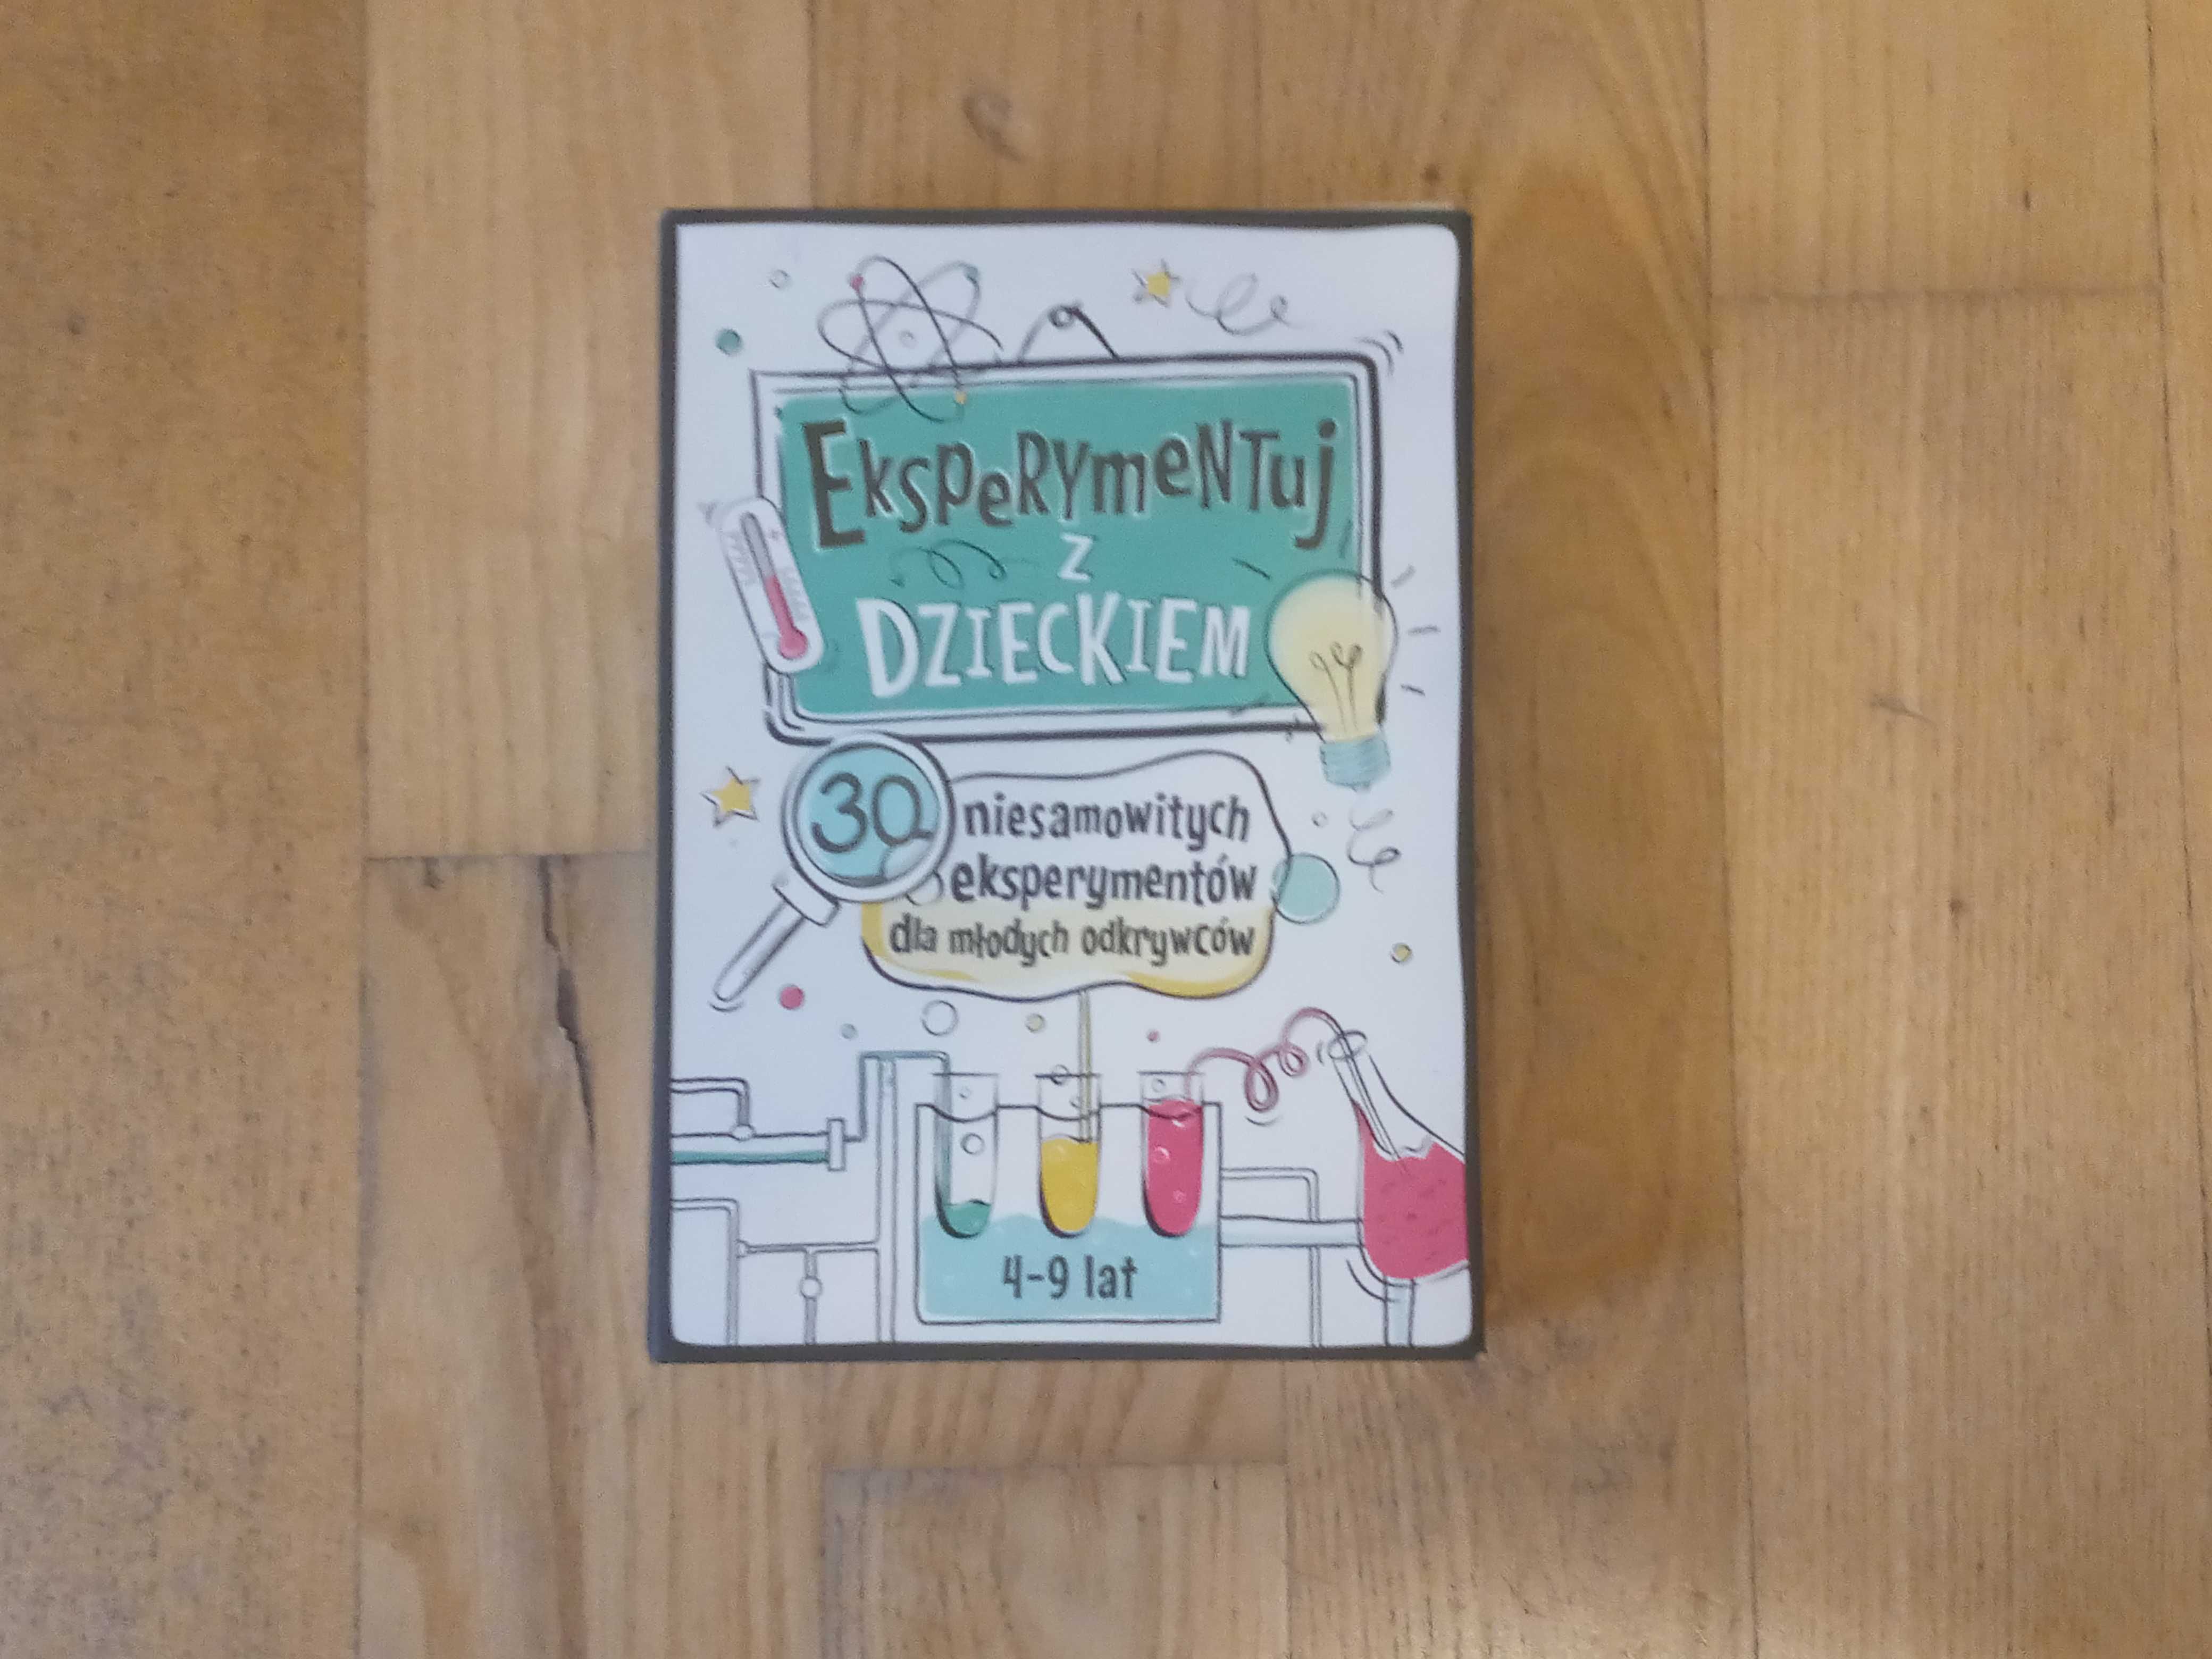 Eksperymentuj
z
DZIECKIEM
30 niesamowitych
eksperymentów
dla młodych odkrywców
4-9 lat